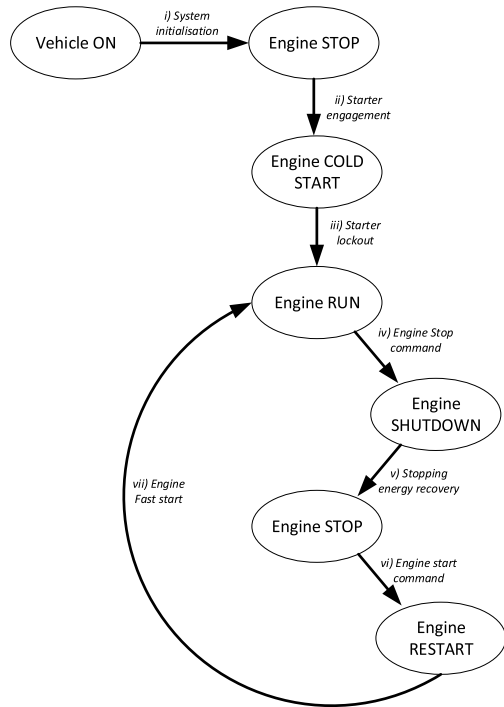 Vehicle ON
i) System
initialisation
Engine STOP
ii) Starter
engagement
Engine COLD
START
iii) Starter
lockout
Engine RUN
iv) Engine Stop
command
Engine
SHUTDOWN
v) Stopping
energy recovery
vii) Engine
Fast start
Engine STOP
vi) Engine start
command
Engine
RESTART